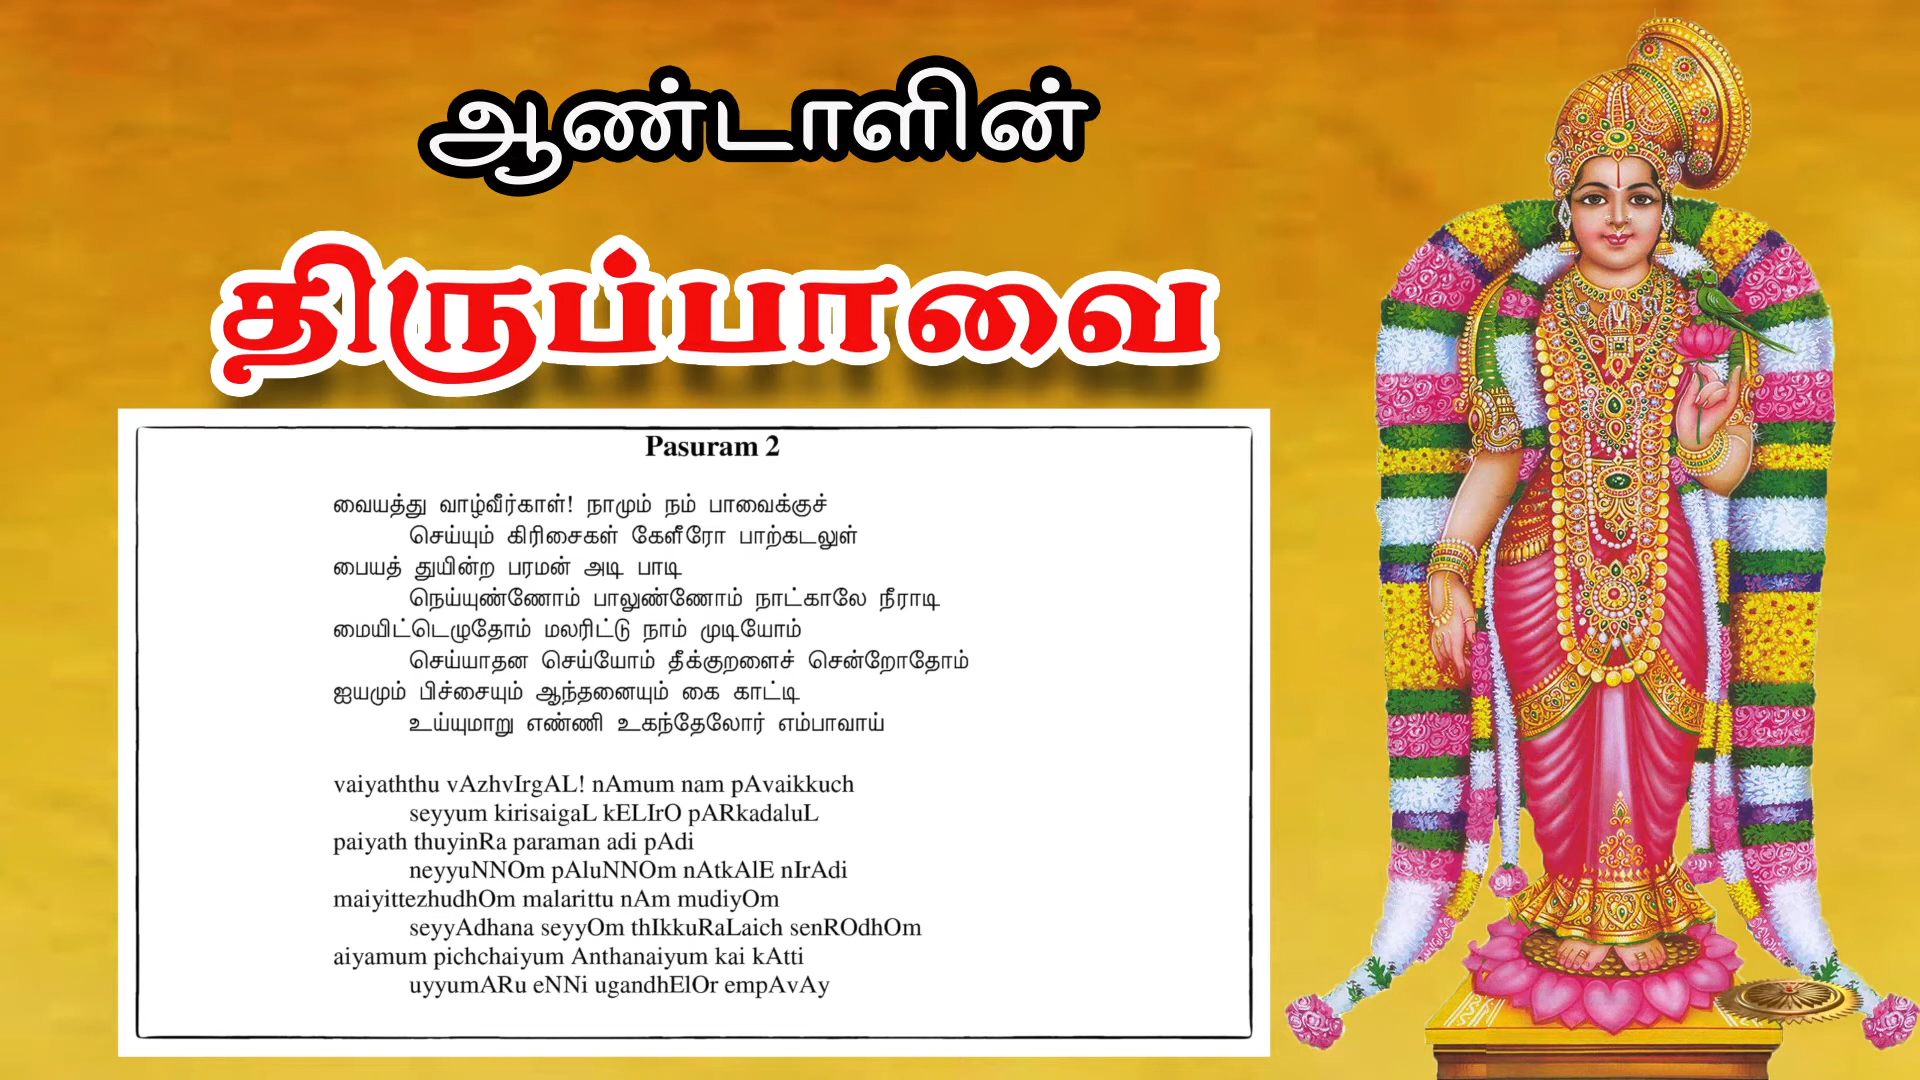 ஆண்டாளின்
திருப்பாவை
Pasuram 2
வையத்து வாழ்வீர்காள்! நாமும் நம் பாவைக்குச்
செய்யும் கிரிசைகள் கேளீரோ பாற்கடலுள்
பையத் துயின்ற பரமன் அடி பாடி
நெய்யுண்ணோம் பாலுண்ணோம் நாட்காலே நீராடி
மையிட்டெழுதோம் மலரிட்டு நாம் முடியோம்
செய்யாதன செய்யோம் தீக்குறளைச் சென்றோதோம்
ஐயமும் பிச்சையும் ஆந்தனையும் கை காட்டி
உய்யுமாறு எண்ணி உகந்தேலோர் எம்பாவாய்
vaiyaththu vAzhvIrgAL! nAmum nam pAvaikkuch
seyyum kirisaigaL kELIrO pARkadaluL
paiyath thuyinRa paraman adi pAdi
neyyuNNOm pAluNNOm nAtkAlE nIrAdi
maiyittezhudhOm malarittu nAm mudiyOm
seyyAdhana seyyOm thIkkuRaLaich senROdhOm
aiyamum pichchaiyum Anthanaiyum kai kAtti
uyyumARu eNNi ugandhElOr empAvAy